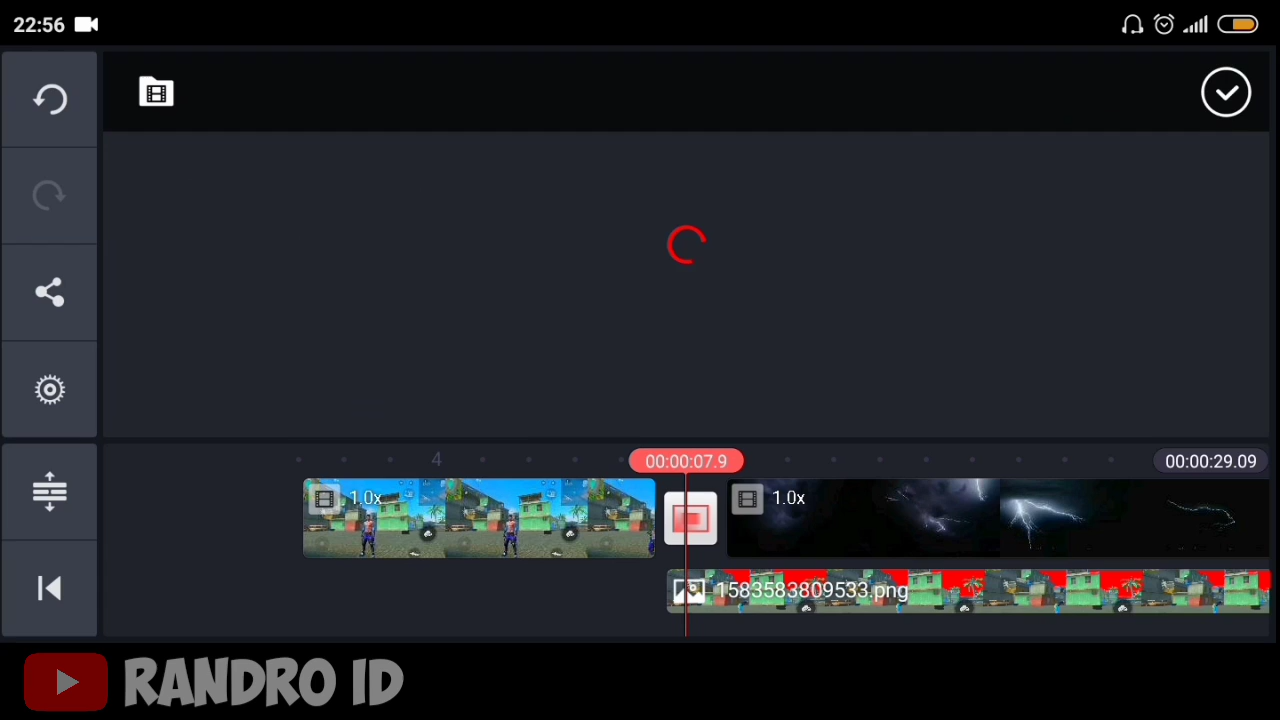 22:56
4
00:00:07.9
00:00:29.09
1.0x
1.0x
1583583809533.png
RANDRO ID